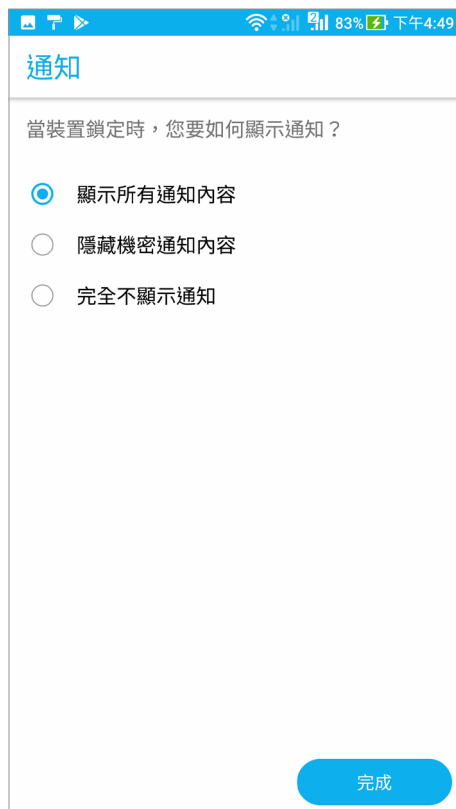 2 83% 下午4:49
通知
當裝置鎖定時，您要如何顯示通知？
顯示所有通知內容
隱藏機密通知內容
完全不顯示通知
完成